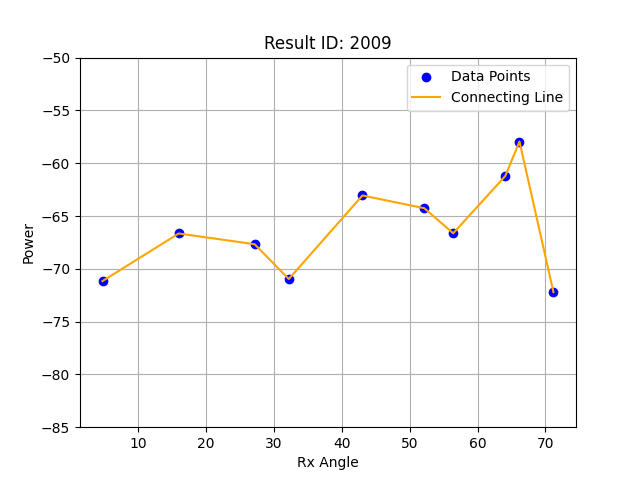 Result ID: 2009
Data Points
Connecting Line
Power
−50
−55
−60
−65
−70
−75
−80
−85
10 20 30 40 50 60 70
Rx Angle